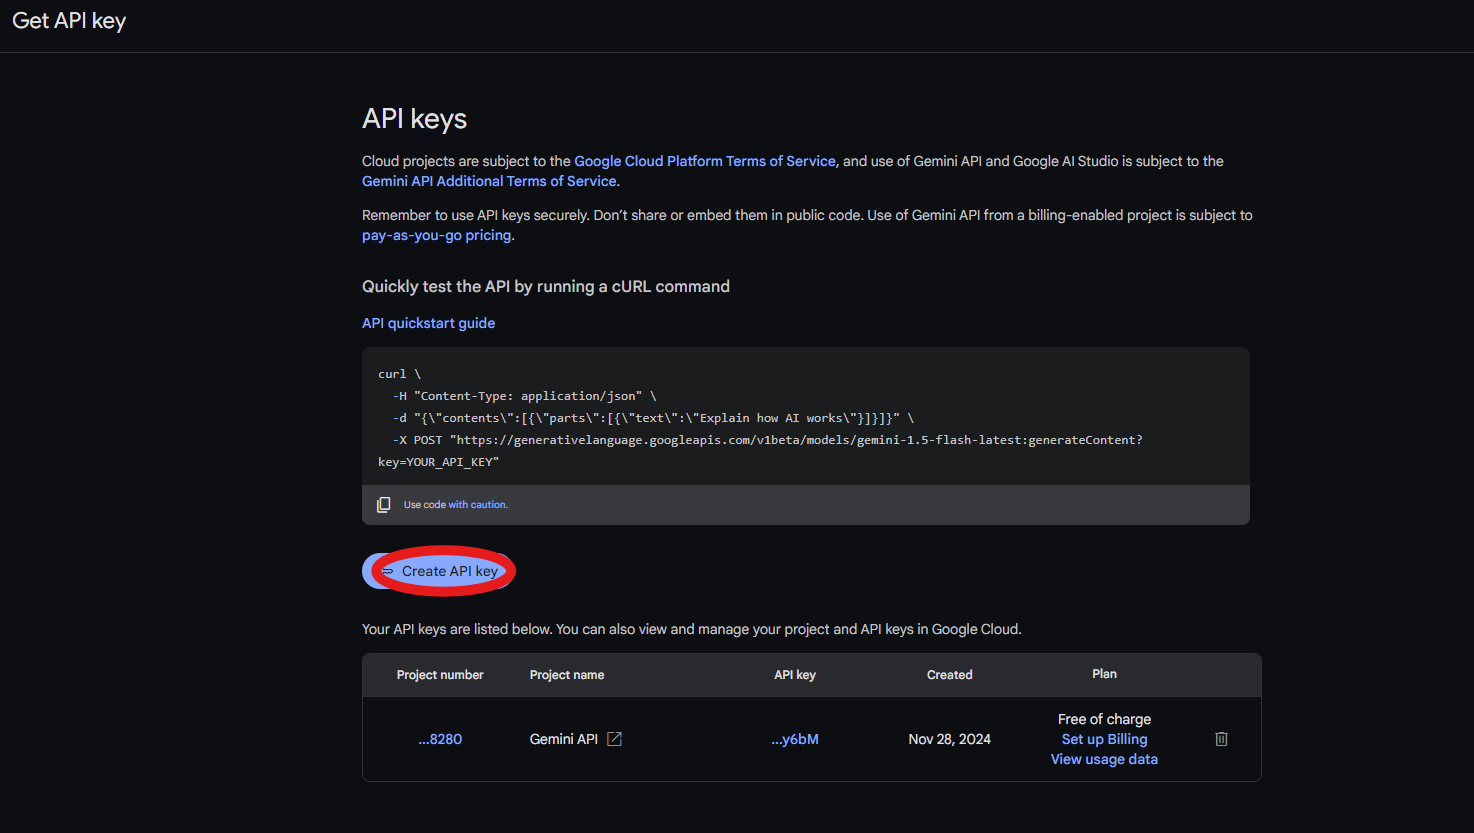 Get API key
API keys
Cloud projects are subject to the Google Cloud Platform Terms of Service, and use of Gemini API and Google AI Studio is subject to the
Gemini API Additional Terms of Service.
Remember to use API keys securely. Don’t share or embed them in public code. Use of Gemini API from a billing-enabled project is subject to
pay-as-you-go pricing.
Quickly test the API by running a cURL command
API quickstart guide
curl \
-H "Content-Type: application/json" \
-d "{\"contents\":[{\"parts\":[{\"text\":\"Explain how AI works\"}]}]}" \
-X POST "https://generativelanguage.googleapis.com/v1beta/models/gemini-1.5-flash-latest:generateContent?
key=YOUR_API_KEY"
Use code with caution.
Create API key
Your API keys are listed below. You can also view and manage your project and API keys in Google Cloud.
Project number Project name API key Created Plan
...8280 Gemini API ...y6bM Nov 28, 2024 Free of charge
Set up Billing
View usage data